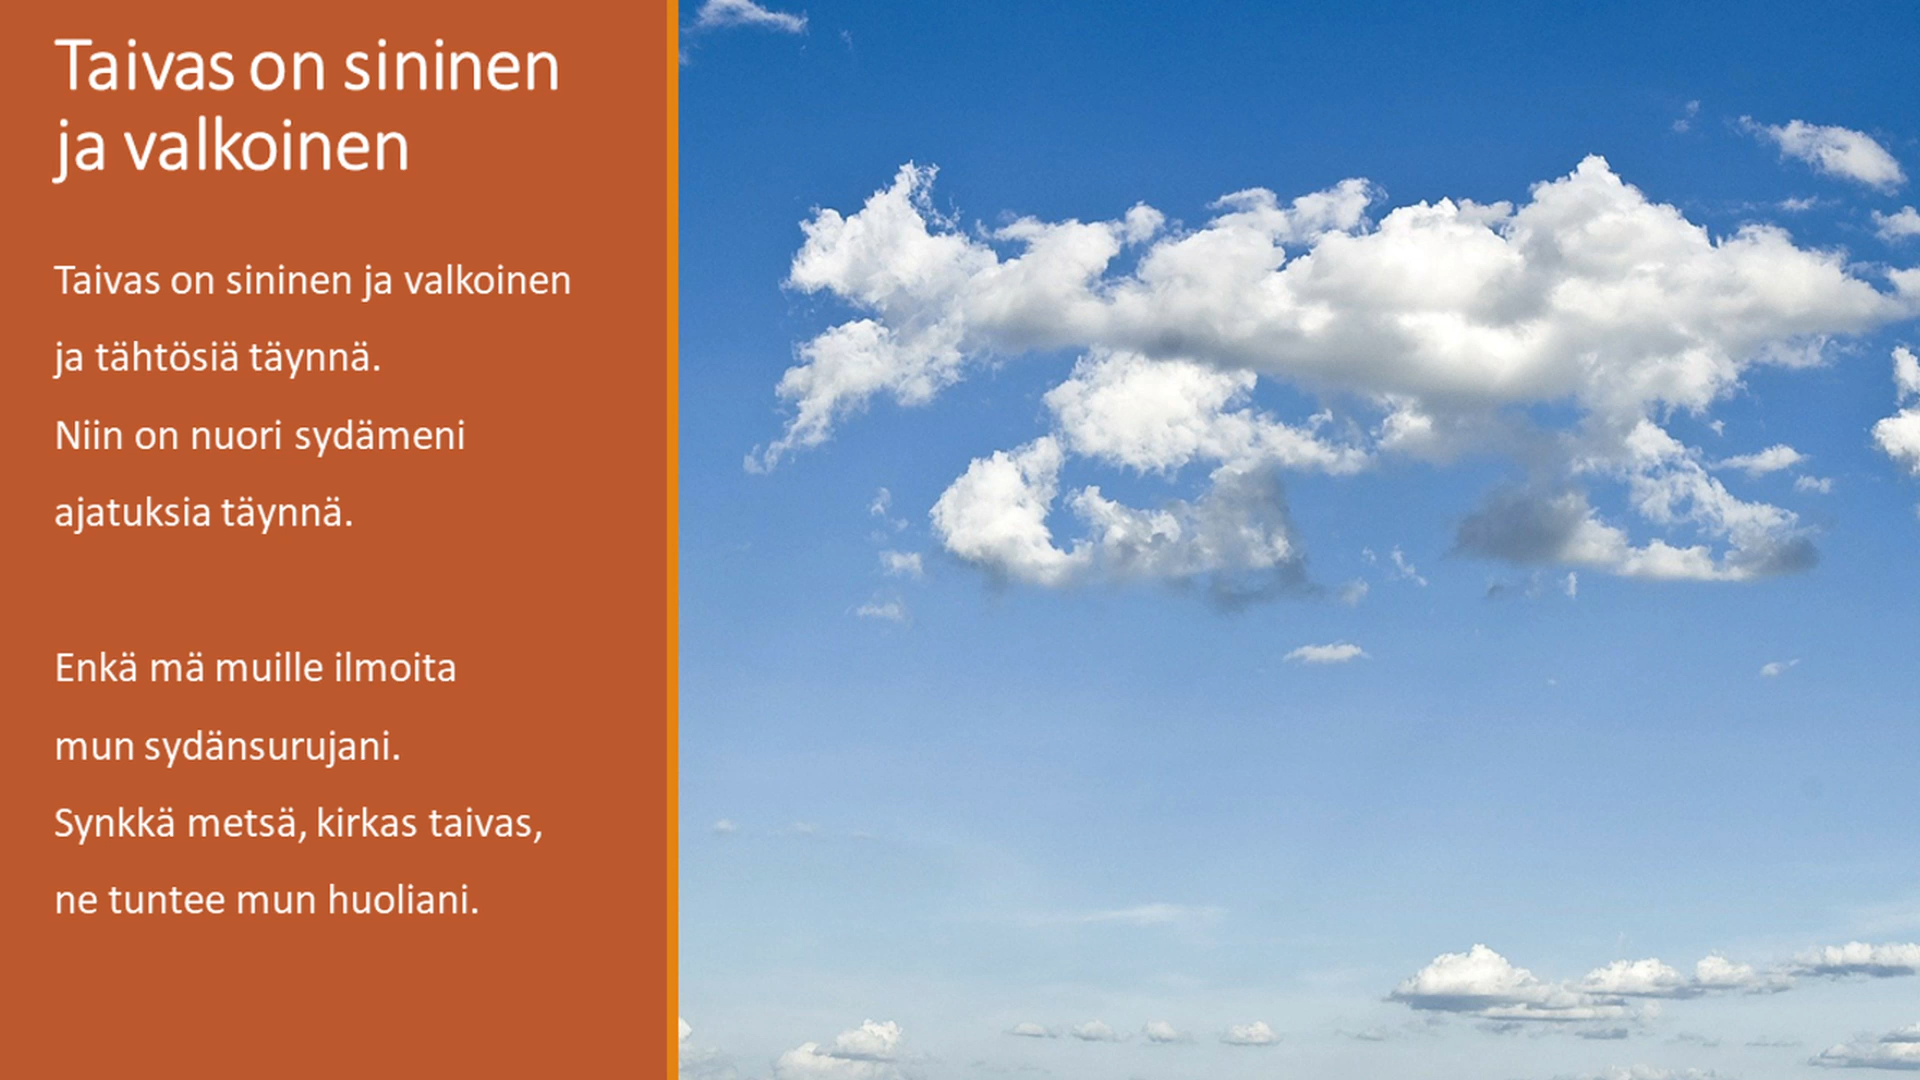 Taivas on sininen
ja valkoinen
Taivas on sininen ja valkoinen
ja tähtösiä täynnä.
Niin on nuori sydämeni
ajatuksia täynnä.
Enkä mä muille ilmoita
mun sydänsurujani.
Synkkä metsä, kirkas taivas,
ne tuntee mun huoliani.